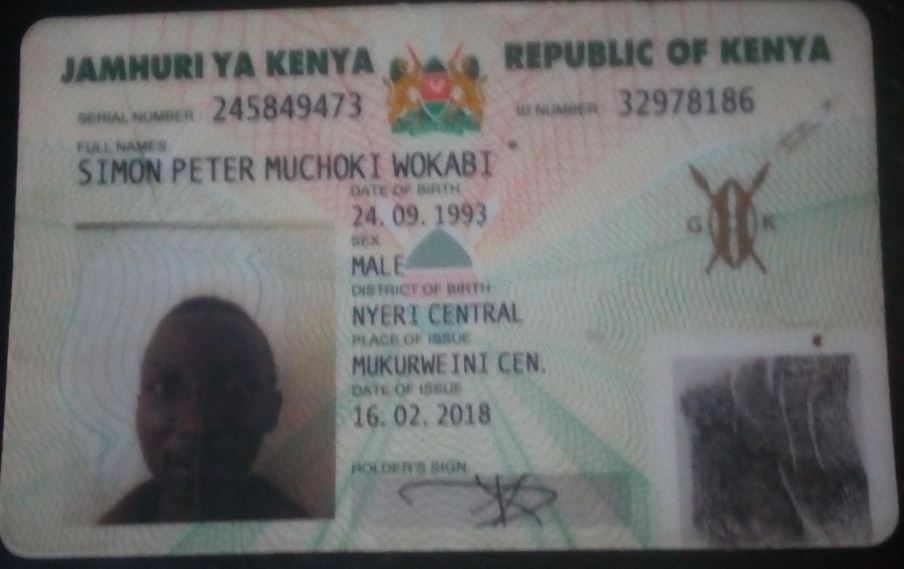 JAMHURI YA KENYA REPUBLIC OF KENYA
SERIAL NUMBER: 245849473 ID NUMBER: 32978186
FULL NAMES
SIMON PETER MUCHOKI WOKABI
DATE OF BIRTH
24. 09. 1993
SEX
MALE
G K
DISTRICT OF BIRTH
NYERI CENTRAL
PLACE OF ISSUE
MUKURWEINI CEN.
DATE OF ISSUE
16. 02. 2018
HOLDER'S SIGN.